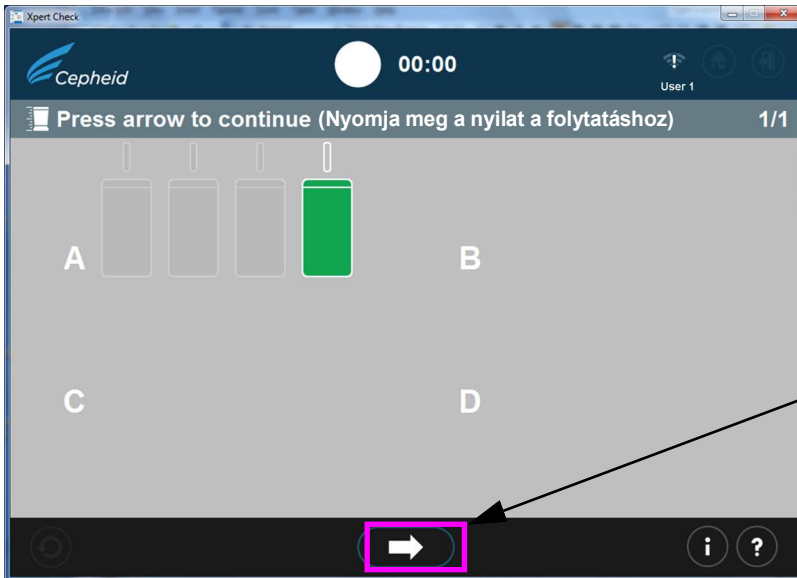 Xpert Check
Cepheid
00:00
User 1
Press arrow to continue (Nyomja meg a nyilat a folytatáshoz)
1/1
A
B
C
D
i
?